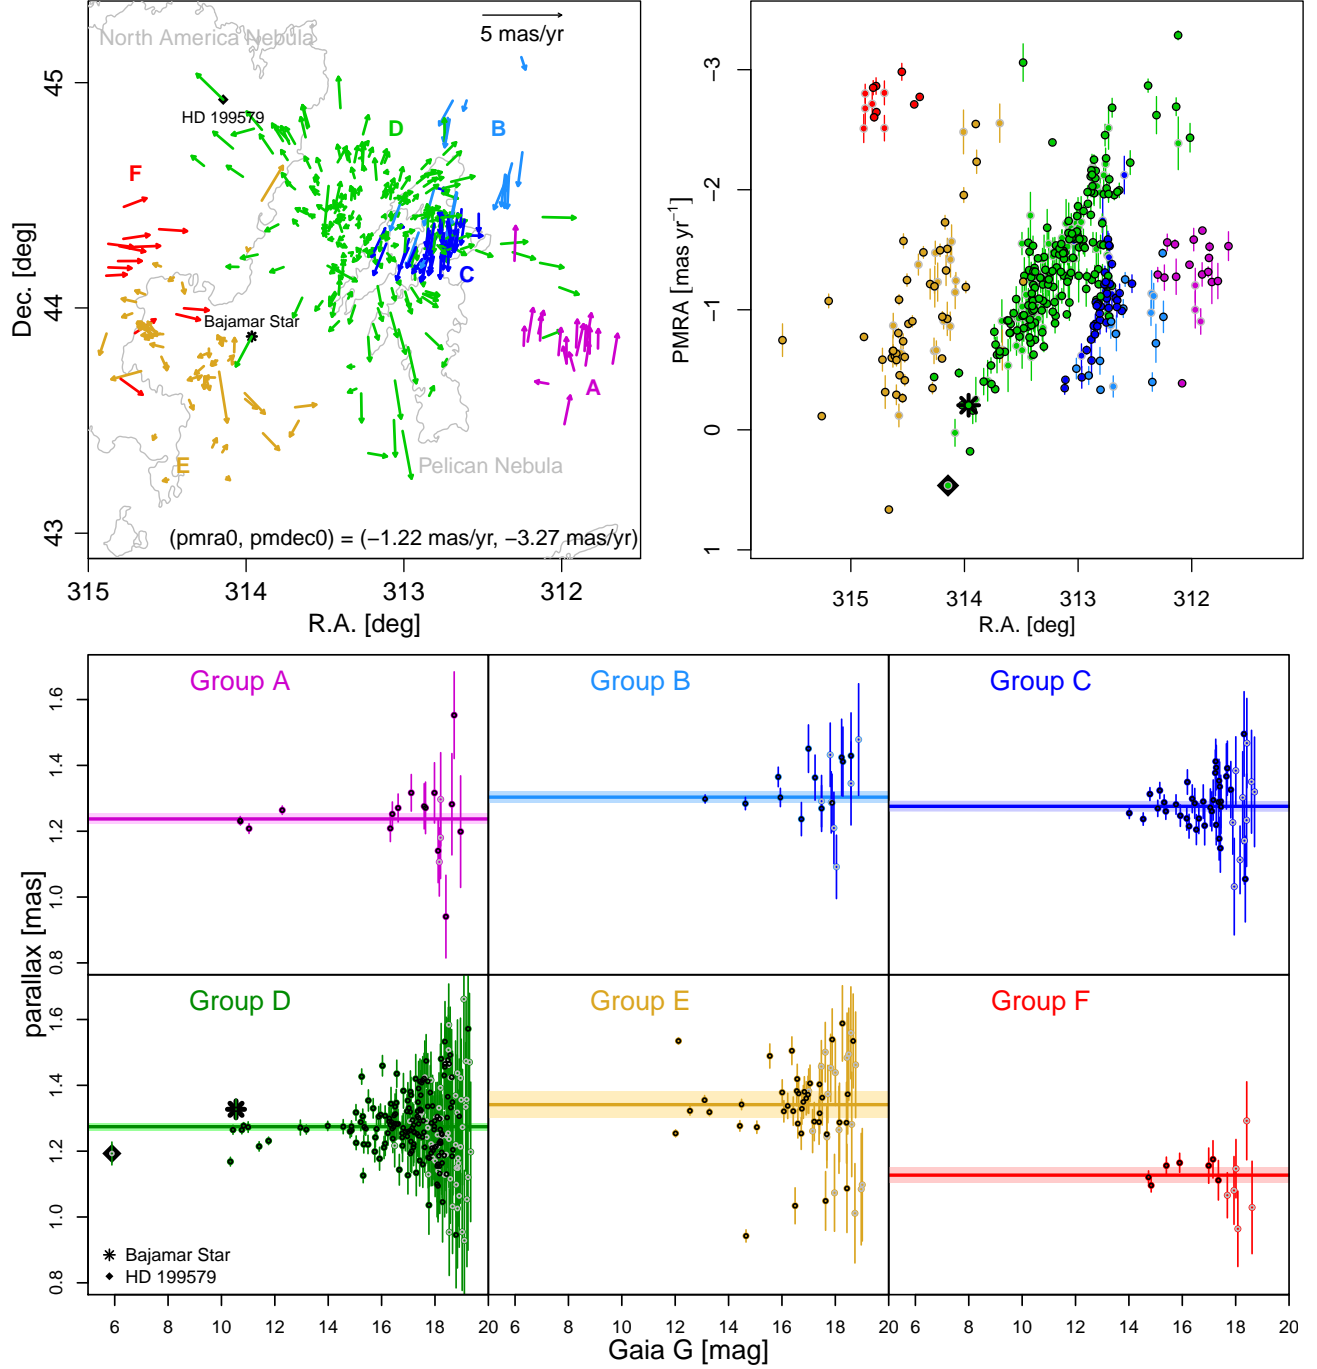 North America Nebula
5 mas/yr
HD 199579
D
B
F
C
Bajamar Star
A
E
Pelican Nebula
(pmra0, pmdec0) = (−1.22 mas/yr, −3.27 mas/yr)
45
44
43
Dec. [deg]
315
314
313
312
R.A. [deg]
−3
−2
−1
0
1
PMRA [mas yr⁻¹]
315
314
313
312
R.A. [deg]
Group A
Group B
Group C
1.6
1.4
1.2
1.0
0.8
parallax [mas]
Group D
Group E
Group F
1.6
1.4
1.2
1.0
0.8
Bajamar Star
HD 199579
6 8 10 12 14 16 18 20
6 8 10 12 14 16 18 20
6 8 10 12 14 16 18 20
Gaia G [mag]